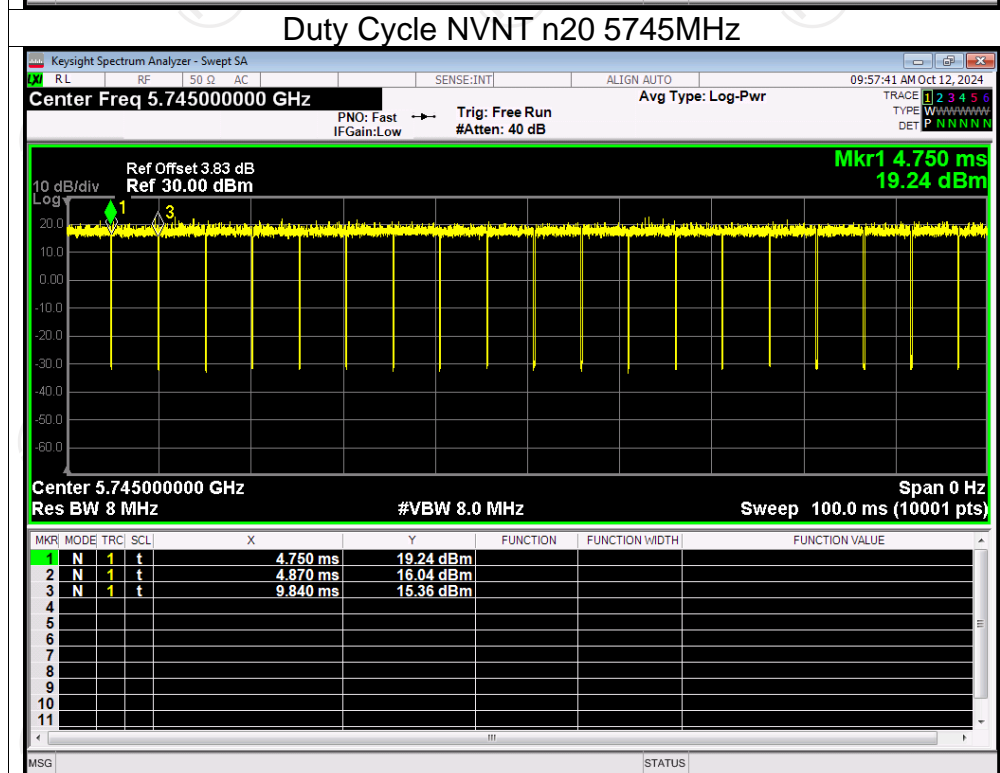 Duty Cycle NVNT n20 5745MHz
Keysight Spectrum Analyzer - Swept SA
LXI RL RF 50 Ω AC SENSE:INT ALIGN AUTO 09:57:41 AM Oct 12, 2024
Center Freq 5.745000000 GHz Avg Type: Log-Pwr TRACE 1 2 3 4 5 6
PNO: Fast Trig: Free Run TYPE WWWWWW
IFGain:Low #Atten: 40 dB DET P N N N N N
Mkr1 4.750 ms
Ref Offset 3.83 dB
10 dB/div Ref 30.00 dBm 19.24 dBm
Log
1
3
20.0
10.0
0.00
-10.0
-20.0
-30.0
-40.0
-50.0
-60.0
Center 5.745000000 GHz Span 0 Hz
Res BW 8 MHz #VBW 8.0 MHz Sweep 100.0 ms (10001 pts)
MKR MODE TRC SCL X Y FUNCTION FUNCTION WIDTH FUNCTION VALUE
1 N 1 t 4.750 ms 19.24 dBm
2 N 1 t 4.870 ms 16.04 dBm
3 N 1 t 9.840 ms 15.36 dBm
4
5
6
7
8
9
10
11
MSG STATUS